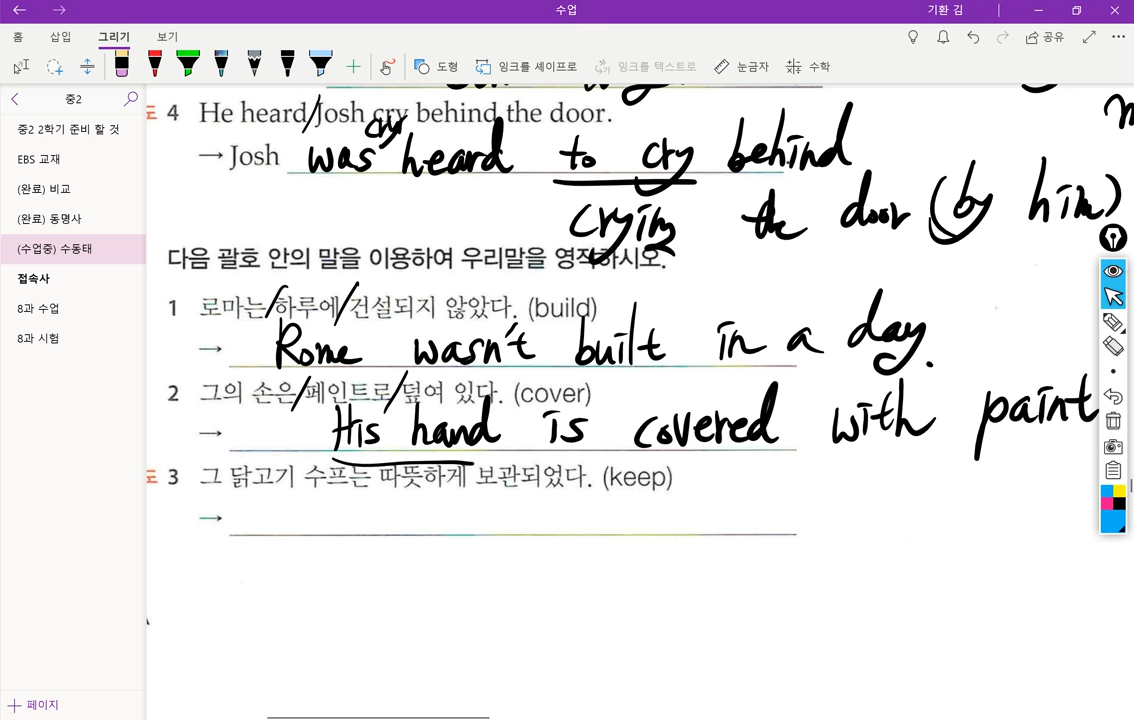 수업
기환 김
홈 삽입 그리기 보기
공유
도형 잉크를 셰이프로 잉크를 텍스트로 눈금자 수학
중2
중2 2학기 준비 할 것
EBS 교재
(완료) 비교
(완료) 동명사
(수업중) 수동태
접속사
8과 수업
8과 시험
페이지
4 He heard/Josh cry behind the door.
cry
→ Josh was heard to cry behind
crying the door (by him)
다음 괄호 안의 말을 이용하여 우리말을 영작하시오.
1 로마는/하루에/건설되지 않았다. (build)
→ Rome wasn't built in a day.
2 그의 손은/페인트로/덮여 있다. (cover)
→ His hand is covered with paint
3 그 닭고기 수프는 따뜻하게 보관되었다. (keep)
→